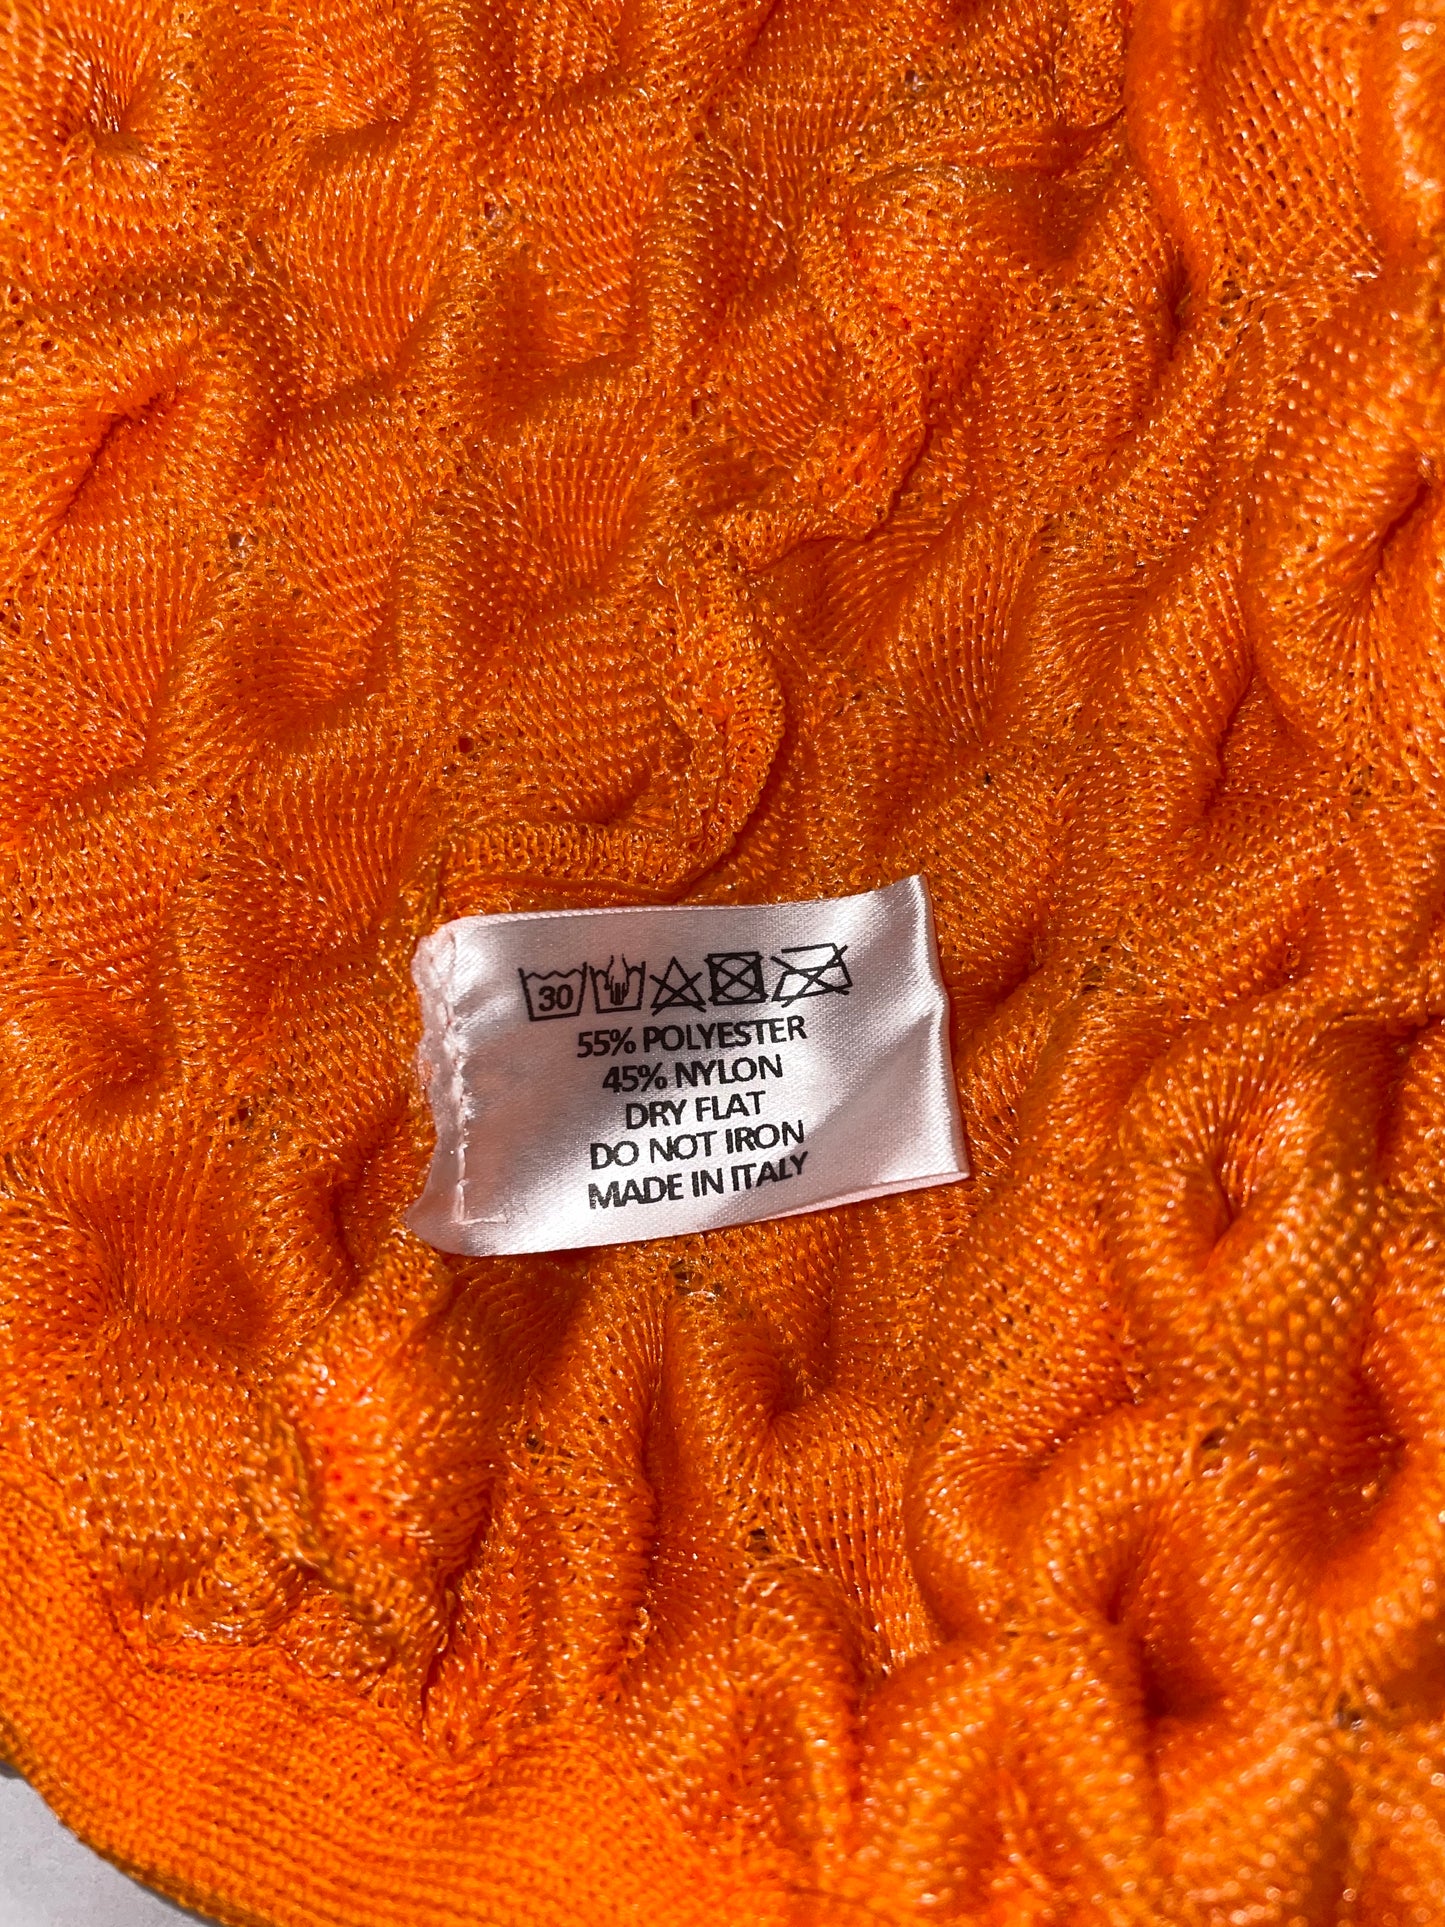 30
55% POLYESTER
45% NYLON
DRY FLAT
DO NOT IRON
MADE IN ITALY